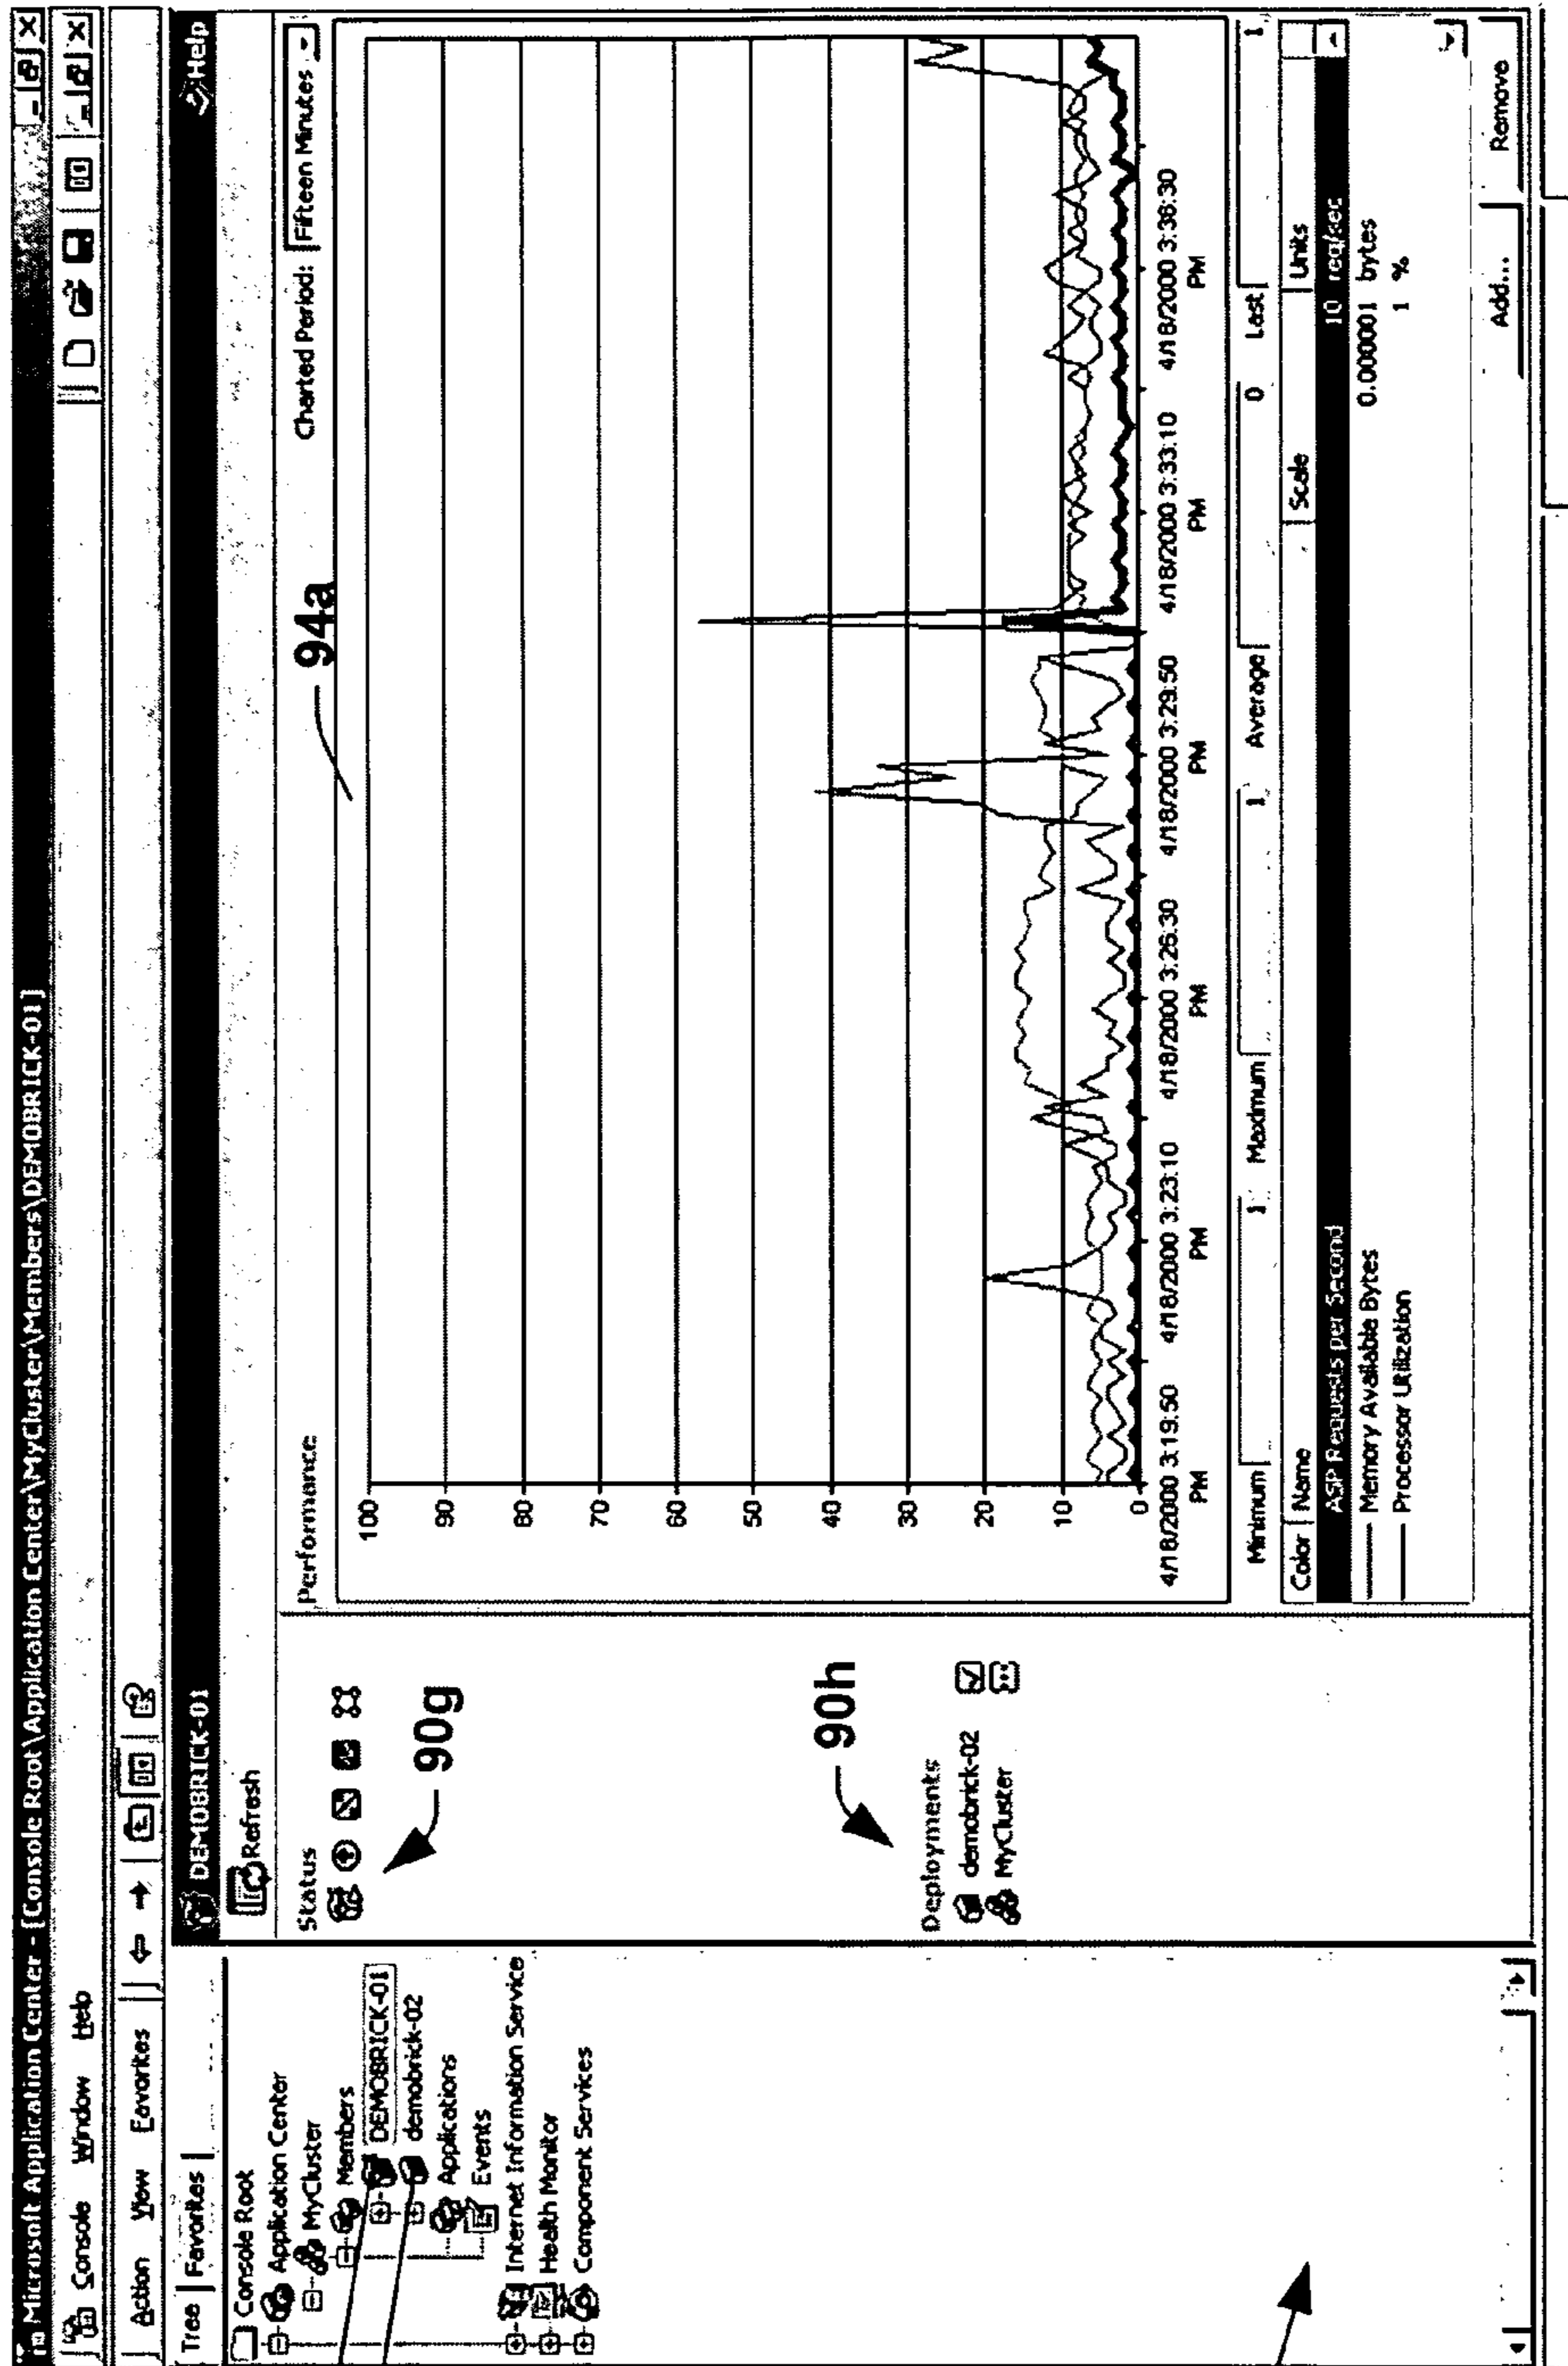 Microsoft Application Center - [Console Root\Application Center\MyCluster\Members\DEMOBRICK-01]
Console Window Help
Action View Favorites
Tree Favorites
Console Root
Application Center
MyCluster
Members
DEMOBRICK-01
demobrick-02
Applications
Events
Internet Information Service
Health Monitor
Component Services
DEMOBRICK-01
Help
Refresh
Status
90g
90h
Deployments
demobrick-02
MyCluster
Performance
94a
Charted Period: Fifteen Minutes
100
90
80
70
60
50
40
30
20
10
0
4/18/2000 3:19:50 PM
4/18/2000 3:23:10 PM
4/18/2000 3:26:30 PM
4/18/2000 3:29:50 PM
4/18/2000 3:33:10 PM
4/18/2000 3:36:30 PM
Minimum 1 Maximum 1 Average 0 Last 1
Color Name Scale Units
ASP Requests per Second 10 req/sec
Memory Available Bytes 0.000001 bytes
Processor Utilization 1 %
Add... Remove